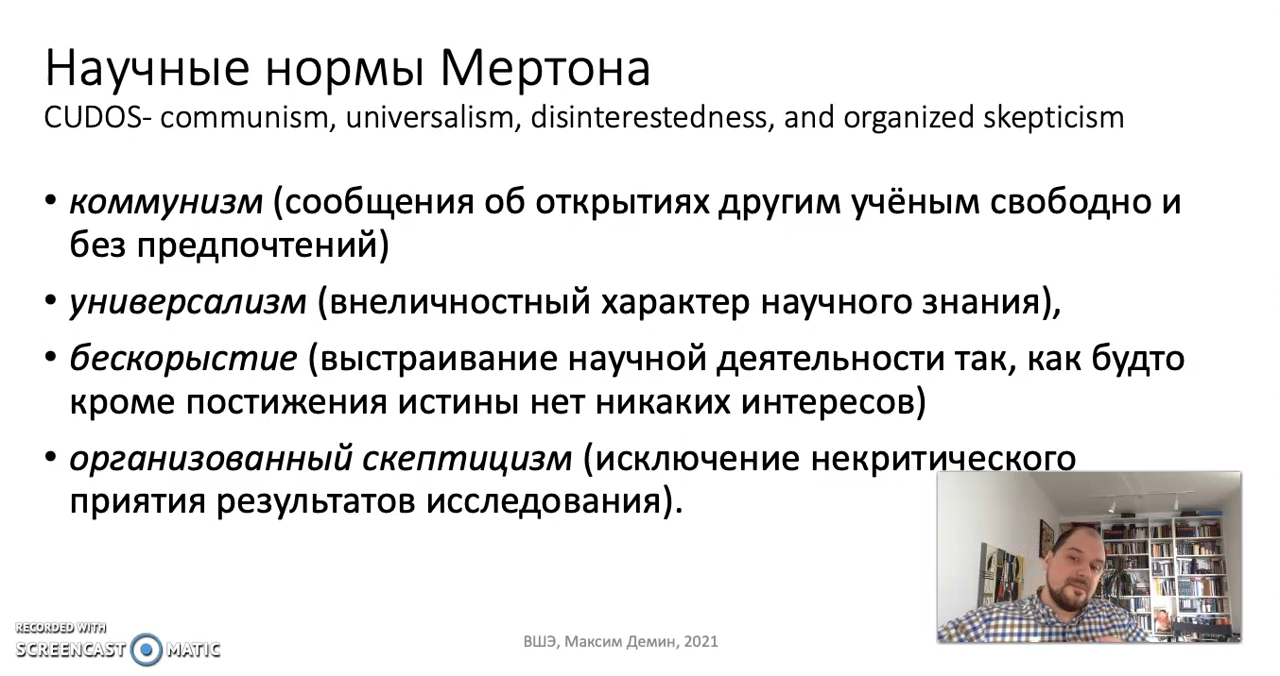 Научные нормы Мертона
CUDOS- communism, universalism, disinterestedness, and organized skepticism
• коммунизм (сообщения об открытиях другим учёным свободно и
без предпочтений)
• универсализм (внеличностный характер научного знания),
• бескорыстие (выстраивание научной деятельности так, как будто
кроме постижения истины нет никаких интересов)
• организованный скептицизм (исключение некритического
приятия результатов исследования).
RECORDED WITH
SCREENCAST MATIC
ВШЭ, Максим Демин, 2021